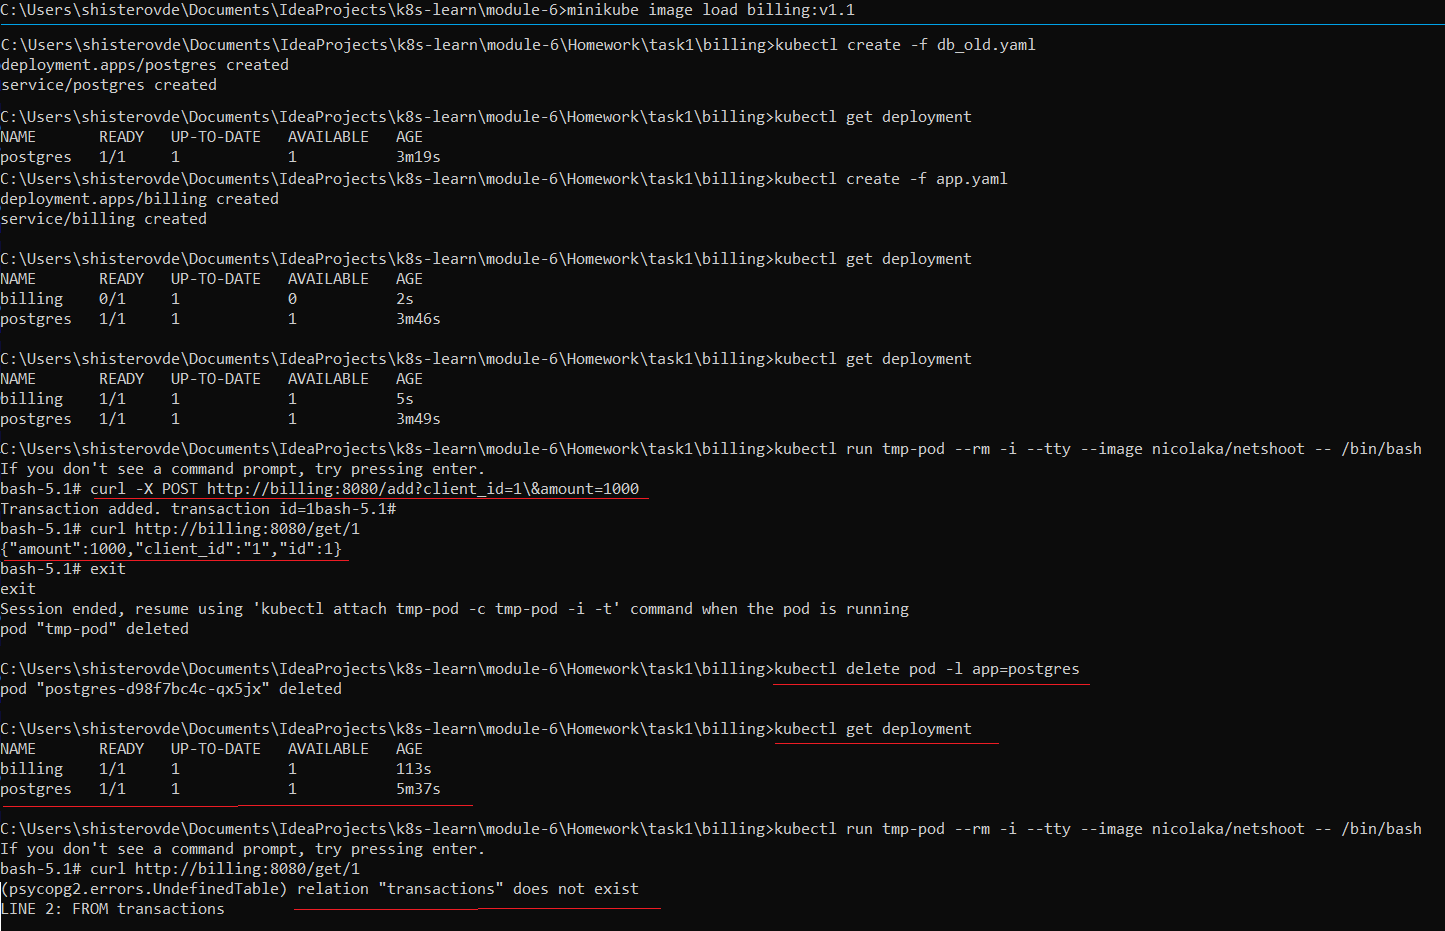 C:\Users\shisterovde\Documents\IdeaProjects\k8s-learn\module-6>minikube image load billing:v1.1
C:\Users\shisterovde\Documents\IdeaProjects\k8s-learn\module-6\Homework\task1\billing>kubectl create -f db_old.yaml
deployment.apps/postgres created
service/postgres created
C:\Users\shisterovde\Documents\IdeaProjects\k8s-learn\module-6\Homework\task1\billing>kubectl get deployment
NAME       READY   UP-TO-DATE   AVAILABLE   AGE
postgres   1/1     1            1           3m19s
C:\Users\shisterovde\Documents\IdeaProjects\k8s-learn\module-6\Homework\task1\billing>kubectl create -f app.yaml
deployment.apps/billing created
service/billing created
C:\Users\shisterovde\Documents\IdeaProjects\k8s-learn\module-6\Homework\task1\billing>kubectl get deployment
NAME       READY   UP-TO-DATE   AVAILABLE   AGE
billing    0/1     1            0           2s
postgres   1/1     1            1           3m46s
C:\Users\shisterovde\Documents\IdeaProjects\k8s-learn\module-6\Homework\task1\billing>kubectl get deployment
NAME       READY   UP-TO-DATE   AVAILABLE   AGE
billing    1/1     1            1           5s
postgres   1/1     1            1           3m49s
C:\Users\shisterovde\Documents\IdeaProjects\k8s-learn\module-6\Homework\task1\billing>kubectl run tmp-pod --rm -i --tty --image nicolaka/netshoot -- /bin/bash
If you don't see a command prompt, try pressing enter.
bash-5.1# curl -X POST http://billing:8080/add?client_id=1\&amount=1000
Transaction added. transaction id=1bash-5.1#
bash-5.1# curl http://billing:8080/get/1
{"amount":1000,"client_id":"1","id":1}
bash-5.1# exit
exit
Session ended, resume using 'kubectl attach tmp-pod -c tmp-pod -i -t' command when the pod is running
pod "tmp-pod" deleted
C:\Users\shisterovde\Documents\IdeaProjects\k8s-learn\module-6\Homework\task1\billing>kubectl delete pod -l app=postgres
pod "postgres-d98f7bc4c-qx5jx" deleted
C:\Users\shisterovde\Documents\IdeaProjects\k8s-learn\module-6\Homework\task1\billing>kubectl get deployment
NAME       READY   UP-TO-DATE   AVAILABLE   AGE
billing    1/1     1            1           113s
postgres   1/1     1            1           5m37s
C:\Users\shisterovde\Documents\IdeaProjects\k8s-learn\module-6\Homework\task1\billing>kubectl run tmp-pod --rm -i --tty --image nicolaka/netshoot -- /bin/bash
If you don't see a command prompt, try pressing enter.
bash-5.1# curl http://billing:8080/get/1
(psycopg2.errors.UndefinedTable) relation "transactions" does not exist
LINE 2: FROM transactions